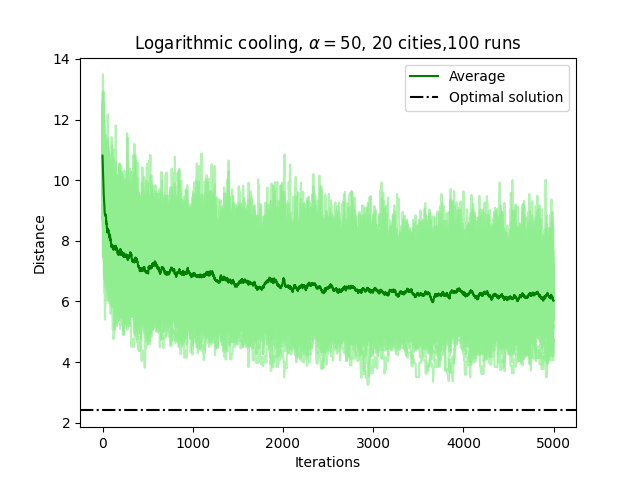 Logarithmic cooling, α = 50, 20 cities,100 runs
Average
Optimal solution
14
12
10
8
6
4
2
Distance
0 1000 2000 3000 4000 5000
Iterations